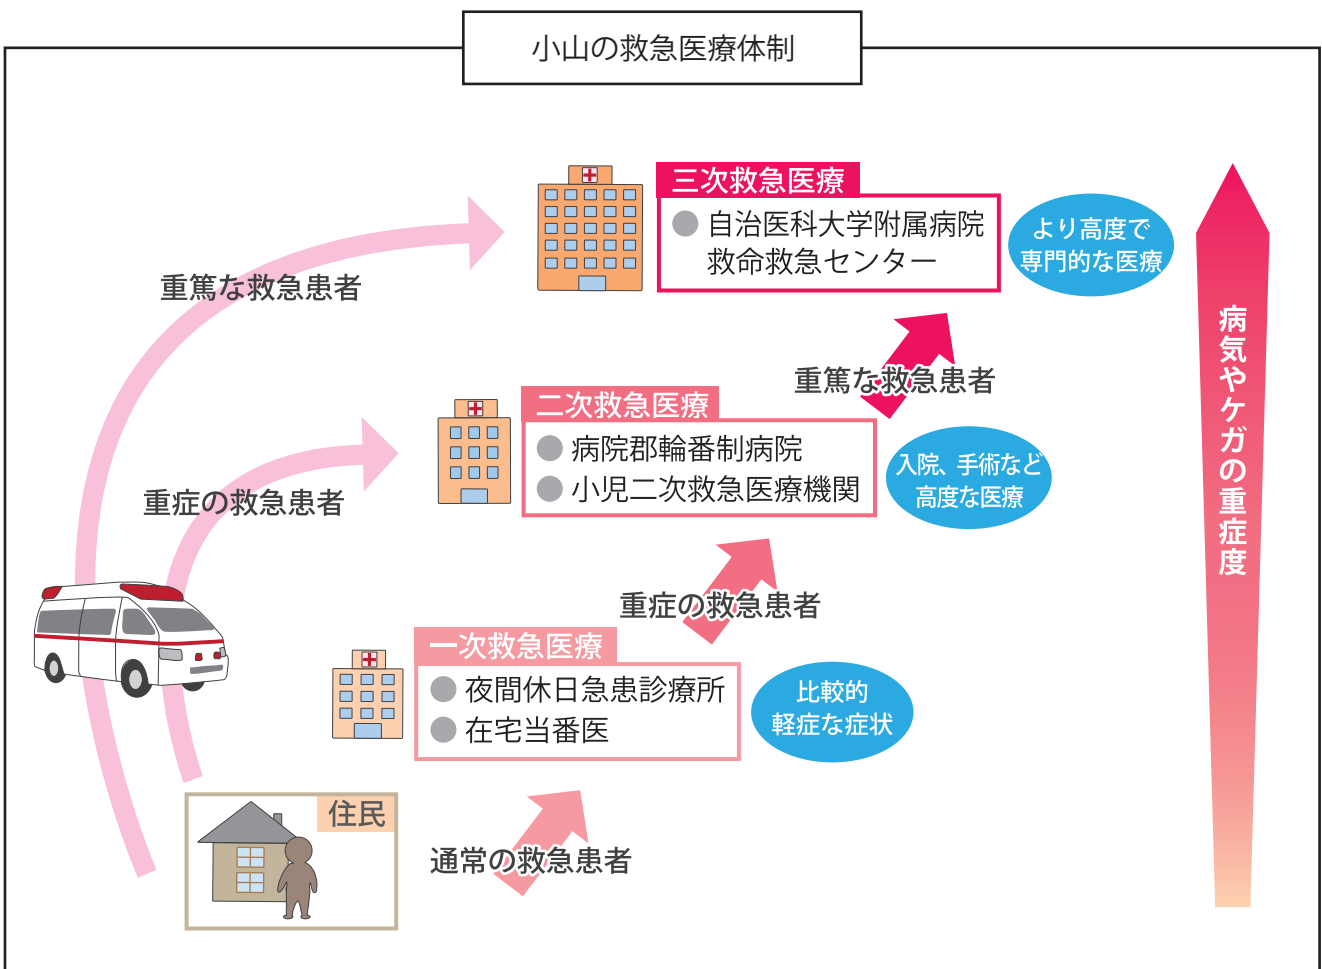 小山の救急医療体制
三次救急医療
自治医科大学附属病院
救命救急センター
より高度で
専門的な医療
重篤な救急患者
病気やケガの重症度
重篤な救急患者
二次救急医療
病院郡輪番制病院
小児二次救急医療機関
入院、手術など
高度な医療
重症の救急患者
重症の救急患者
一次救急医療
夜間休日急患診療所
在宅当番医
比較的
軽症な症状
住民
通常の救急患者